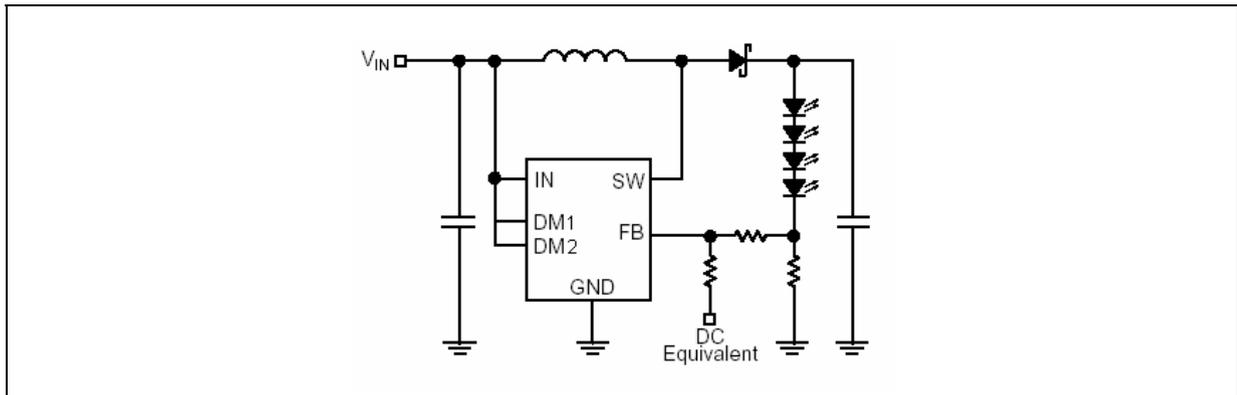 VIN
IN
SW
DM1
FB
DM2
GND
DC
Equivalent